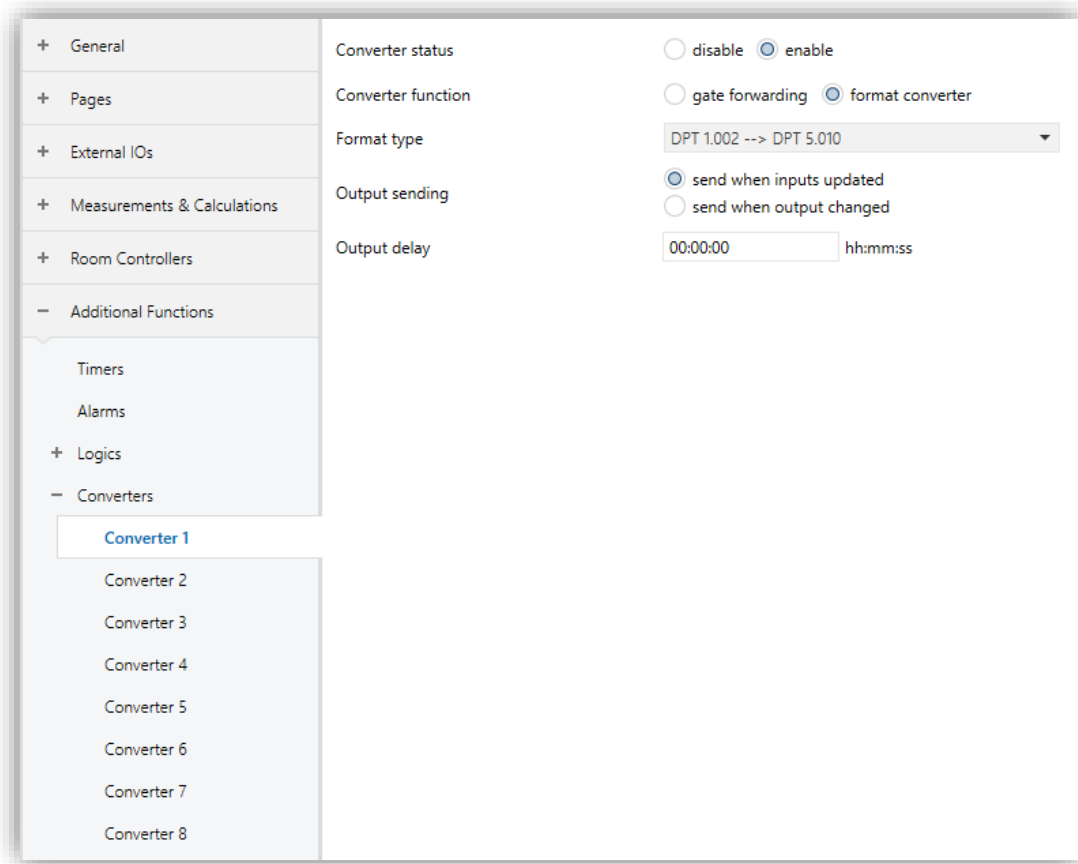 General
Pages
External IOs
Measurements & Calculations
Room Controllers
Additional Functions
Timers
Alarms
Logics
Converters
Converter 1
Converter 2
Converter 3
Converter 4
Converter 5
Converter 6
Converter 7
Converter 8
Converter status disable enable
Converter function gate forwarding format converter
Format type DPT 1.002 --> DPT 5.010
Output sending send when inputs updated
send when output changed
Output delay 00:00:00 hh:mm:ss